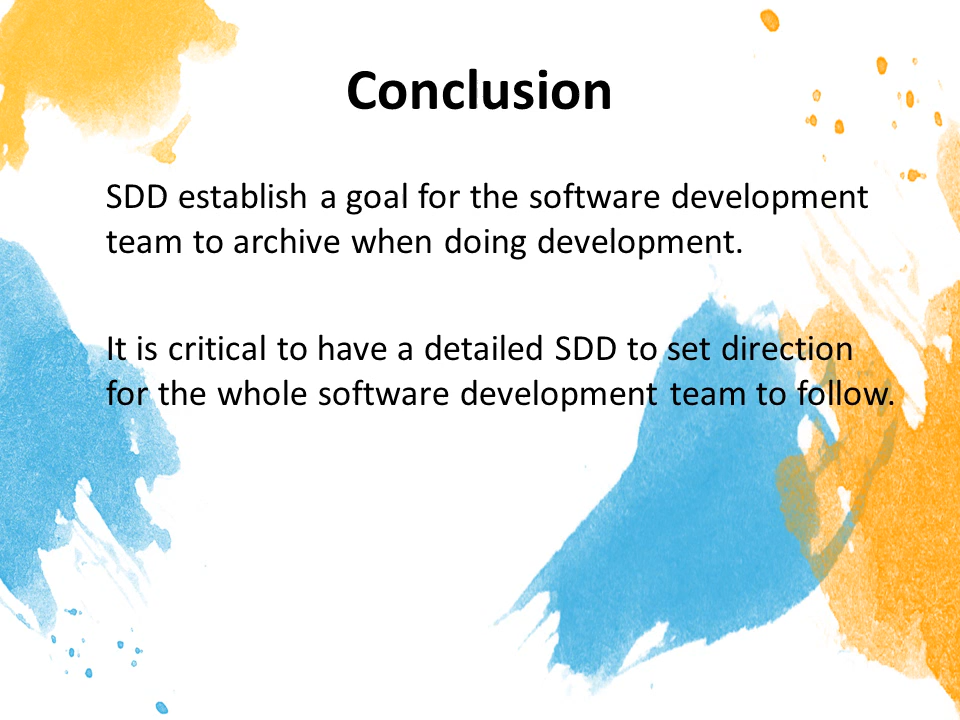 Conclusion
SDD establish a goal for the software development
team to archive when doing development.
It is critical to have a detailed SDD to set direction
for the whole software development team to follow.